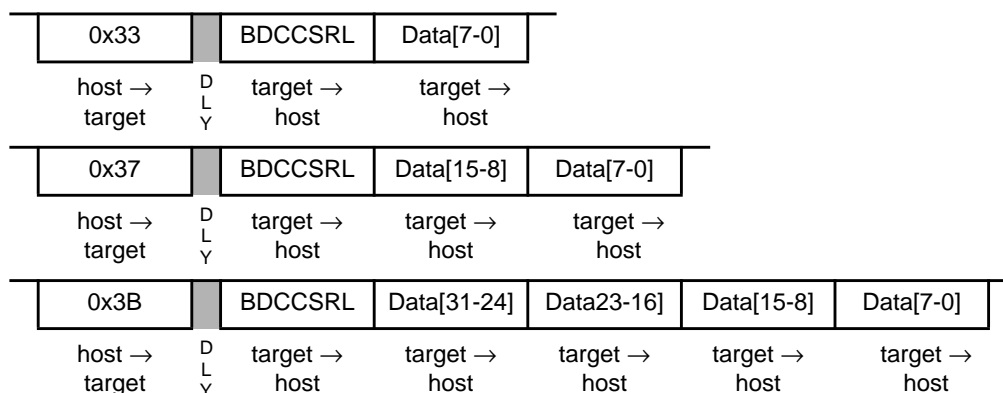 0x33 BDCCSRL Data[7-0]
host → D target → target →
L
target Y host host
0x37 BDCCSRL Data[15-8] Data[7-0]
host → D target → target → target →
L
target Y host host host
0x3B BDCCSRL Data[31-24] Data23-16] Data[15-8] Data[7-0]
host → D target → target → target → target → target →
L
target Y host host host host host